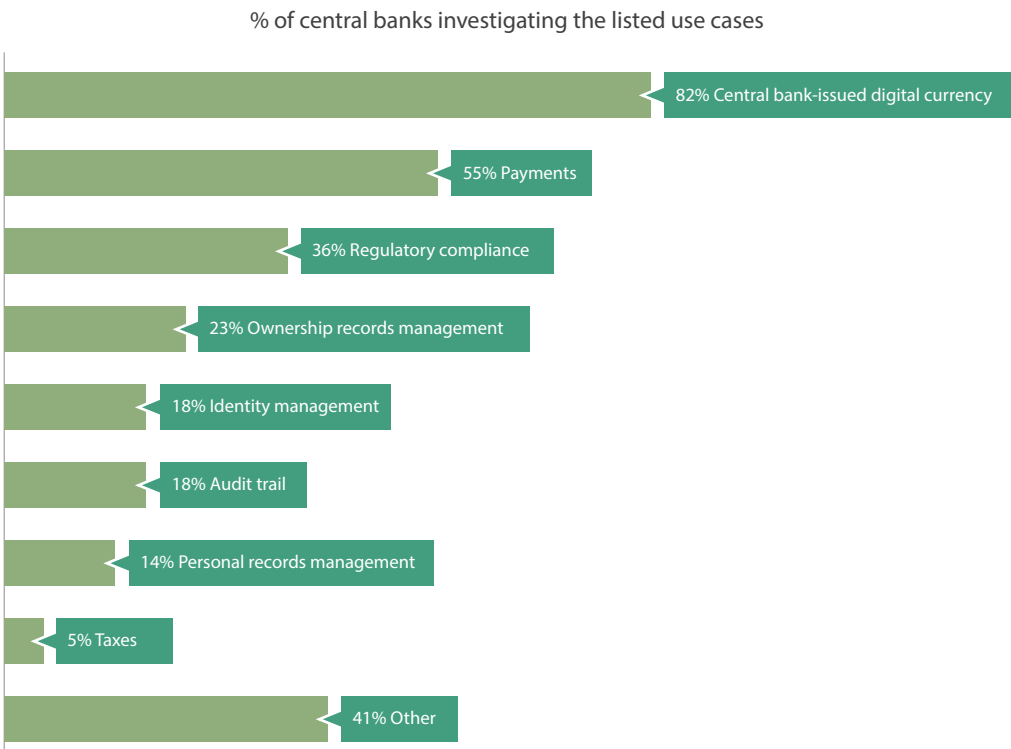 % of central banks investigating the listed use cases
82% Central bank-issued digital currency
55% Payments
36% Regulatory compliance
23% Ownership records management
18% Identity management
18% Audit trail
14% Personal records management
5% Taxes
41% Other